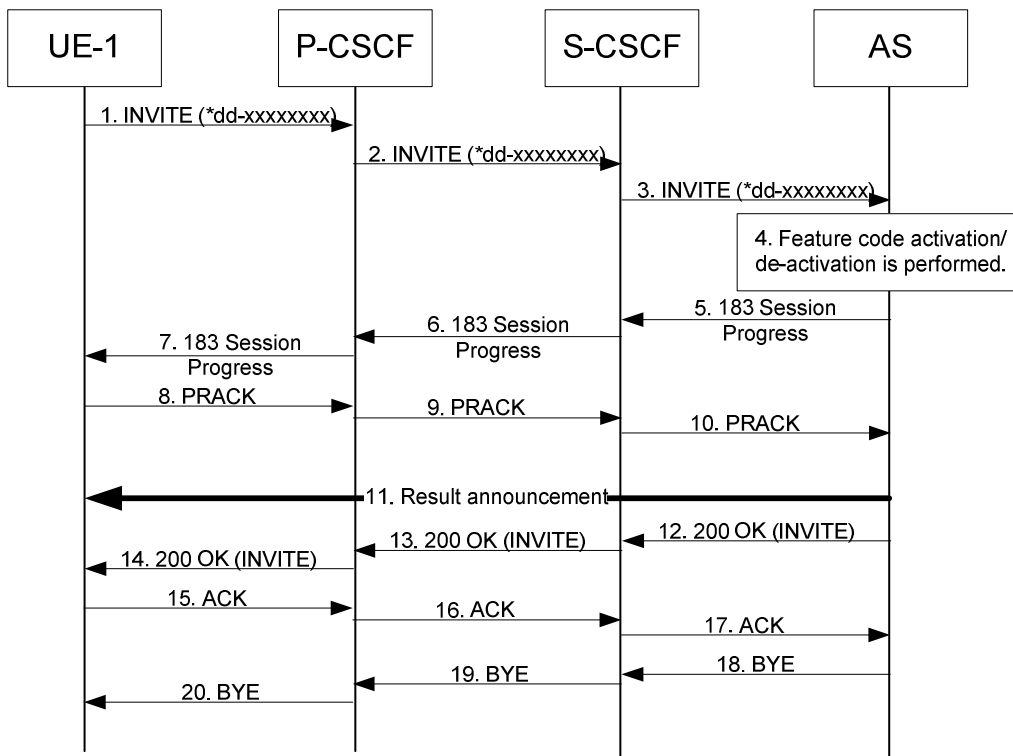 UE-1
P-CSCF
S-CSCF
AS
1. INVITE (*dd-xxxxxxxx)
2. INVITE (*dd-xxxxxxxx)
3. INVITE (*dd-xxxxxxxx)
4. Feature code activation/
de-activation is performed.
5. 183 Session
Progress
6. 183 Session
Progress
7. 183 Session
Progress
8. PRACK
9. PRACK
10. PRACK
11. Result announcement
12. 200 OK (INVITE)
13. 200 OK (INVITE)
14. 200 OK (INVITE)
15. ACK
16. ACK
17. ACK
18. BYE
19. BYE
20. BYE